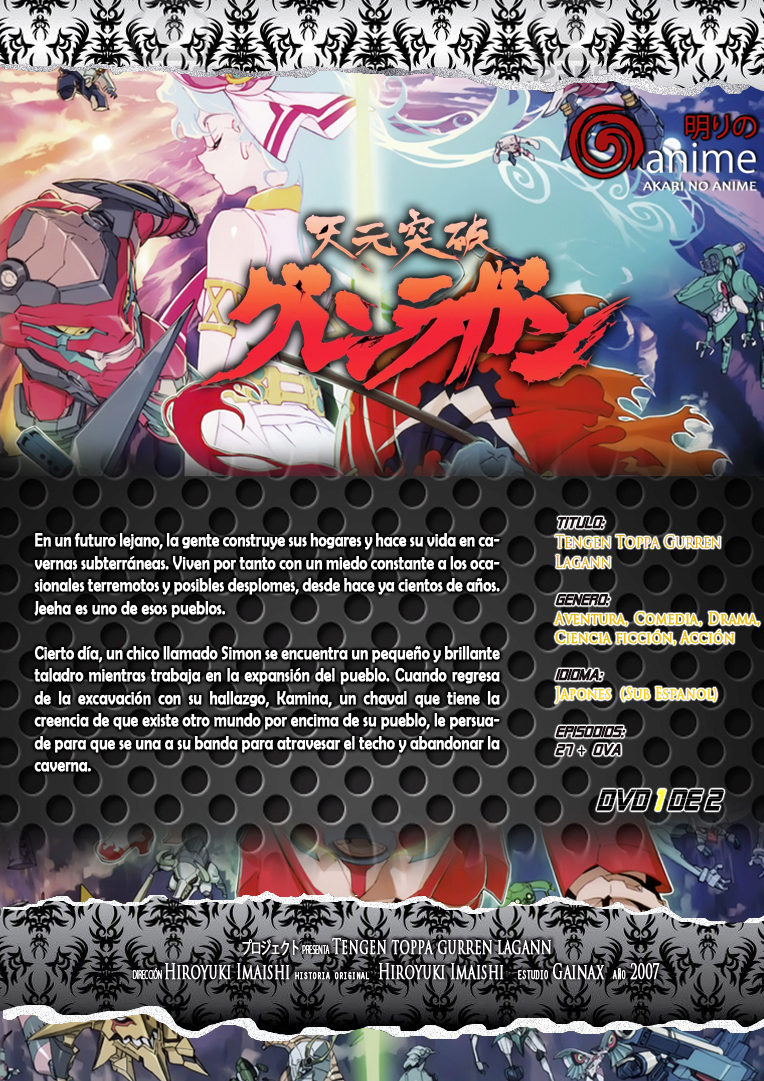 明りの
anime
AKARI NO ANIME
天元突破
グレンラガン
En un futuro lejano, la gente construye sus hogares y hace su vida en ca-
vernas subterráneas. Viven por tanto con un miedo constante a los oca-
sionales terremotos y posibles desplomes, desde hace ya cientos de años.
Jeeha es uno de esos pueblos.
Cierto día, un chico llamado Simon se encuentra un pequeño y brillante
taladro mientras trabaja en la expansión del pueblo. Cuando regresa
de la excavación con su hallazgo, Kamina, un chaval que tiene la
creencia de que existe otro mundo por encima de su pueblo, le persua-
de para que se una a su banda para atravesar el techo y abandonar la
caverna.
TITULO:
TENGEN TOPPA GURREN
LAGANN
GENERO:
AVENTURA, COMEDIA, DRAMA,
CIENCIA FICCIÓN, ACCIÓN
IDIOMA:
JAPONES (SUB ESPANOL)
EPISODIOS:
27 + OVA
DVD 1 DE 2
プロジェクト PRESENTA TENGEN TOPPA GURREN LAGANN
DIRECCIÓN HIROYUKI IMAISHI HISTORIA ORIGINAL HIROYUKI IMAISHI ESTUDIO GAINAX AÑO 2007